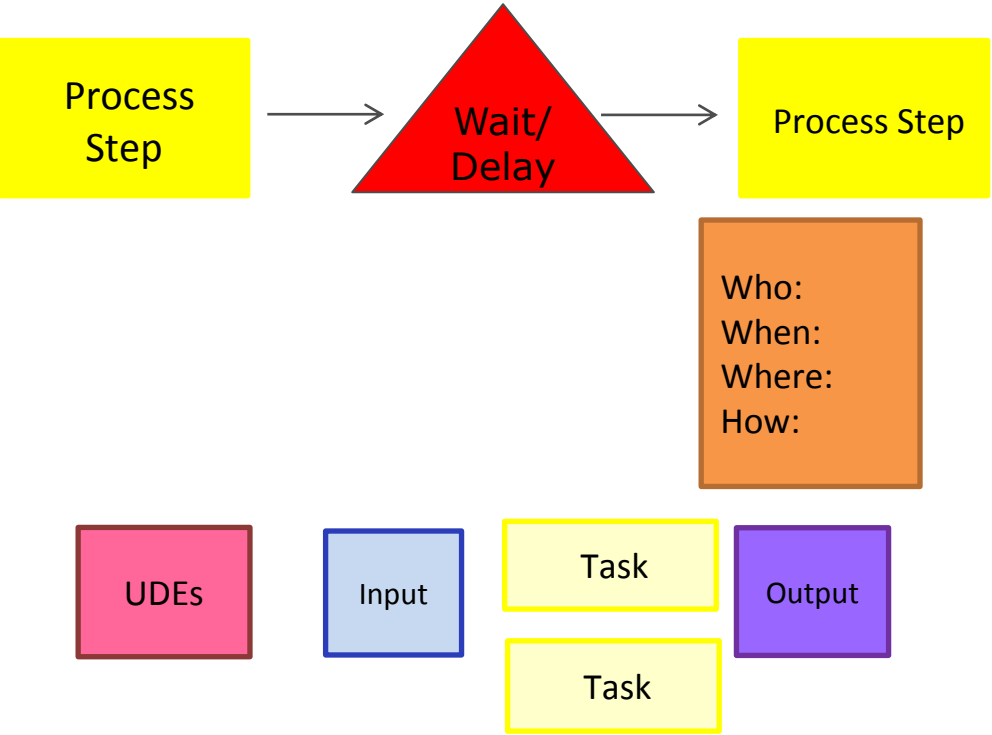 Process
Step
Wait/
Delay
Process Step
Who:
When:
Where:
How:
UDEs
Input
Task
Output
Task